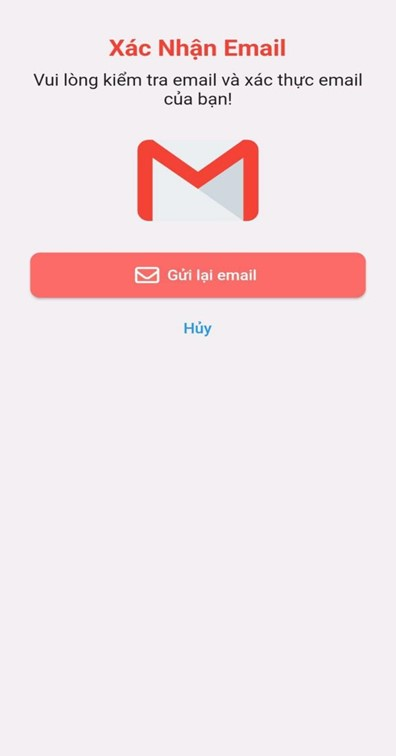 Xác Nhận Email
Vui lòng kiểm tra email và xác thực email
của bạn!
Gửi lại email
Hủy